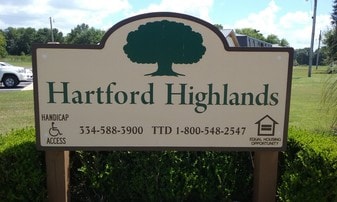 Hartford Highlands
HANDICAP
ACCESS
334-588-3900 TTD 1-800-548-2547
EQUAL HOUSING
OPPORTUNITY